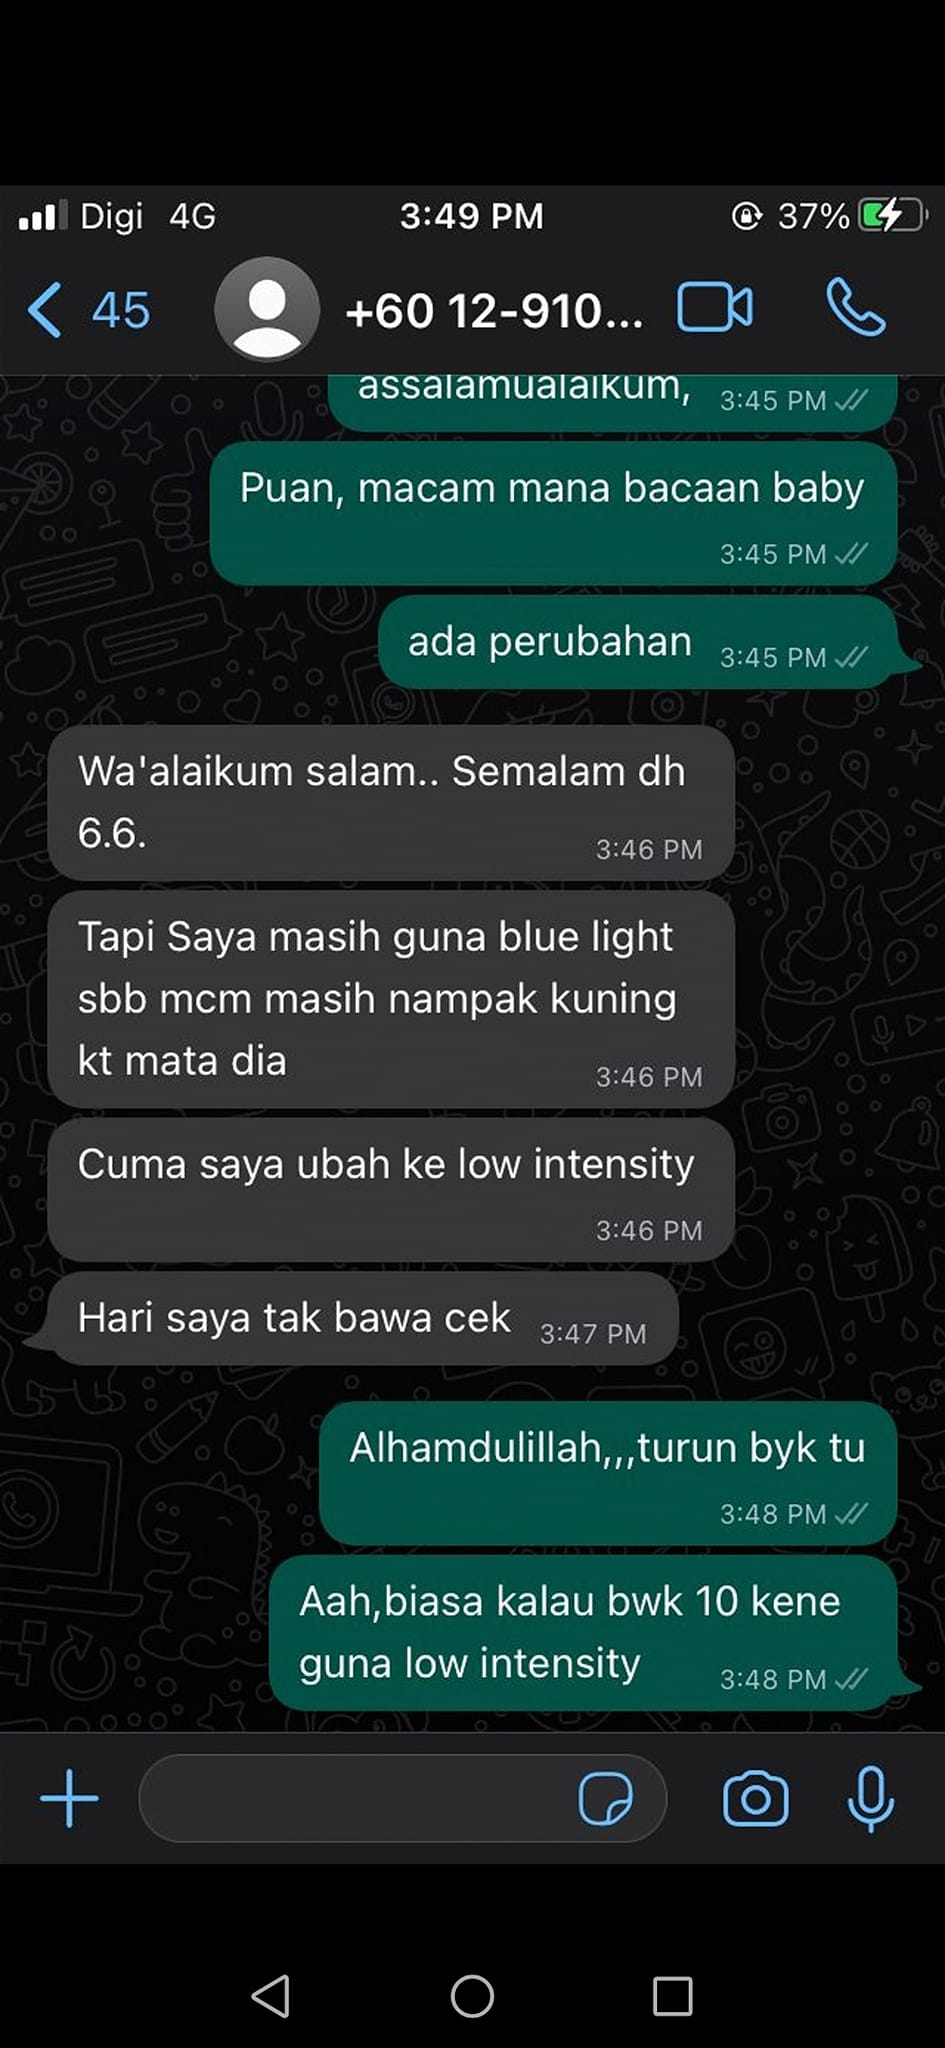 Digi 4G 3:49 PM 37%
45 +60 12-910...
assalamualaikum, 3:45 PM
Puan, macam mana bacaan baby
3:45 PM
ada perubahan 3:45 PM
Wa'alaikum salam.. Semalam dh
6.6. 3:46 PM
Tapi Saya masih guna blue light
sbb mcm masih nampak kuning
kt mata dia 3:46 PM
Cuma saya ubah ke low intensity
3:46 PM
Hari saya tak bawa cek 3:47 PM
Alhamdulillah,,,turun byk tu
3:48 PM
Aah,biasa kalau bwk 10 kene
guna low intensity 3:48 PM